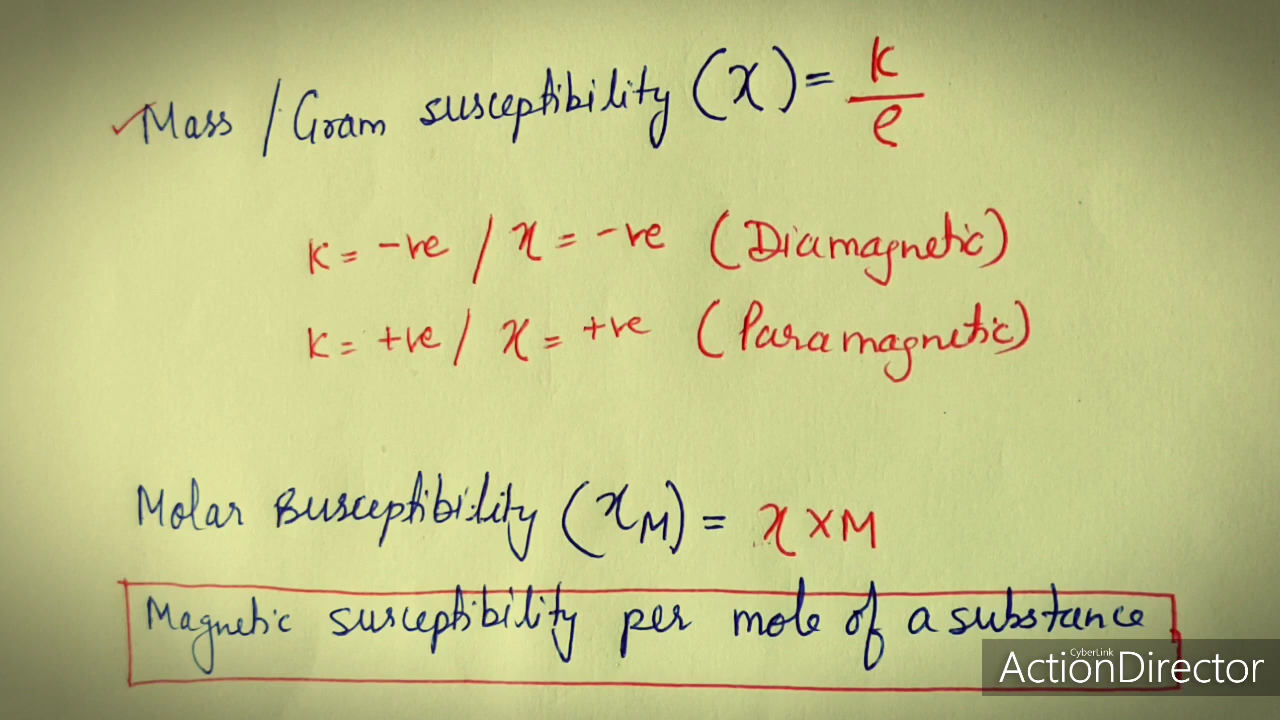 Mass / Gram susceptibility (χ) = K/ρ
K = -ve / χ = -ve (Diamagnetic)
K = +ve / χ = +ve (Paramagnetic)
Molar susceptibility (χM) = χ × M
Magnetic susceptibility per mole of a substance
CyberLink
ActionDirector